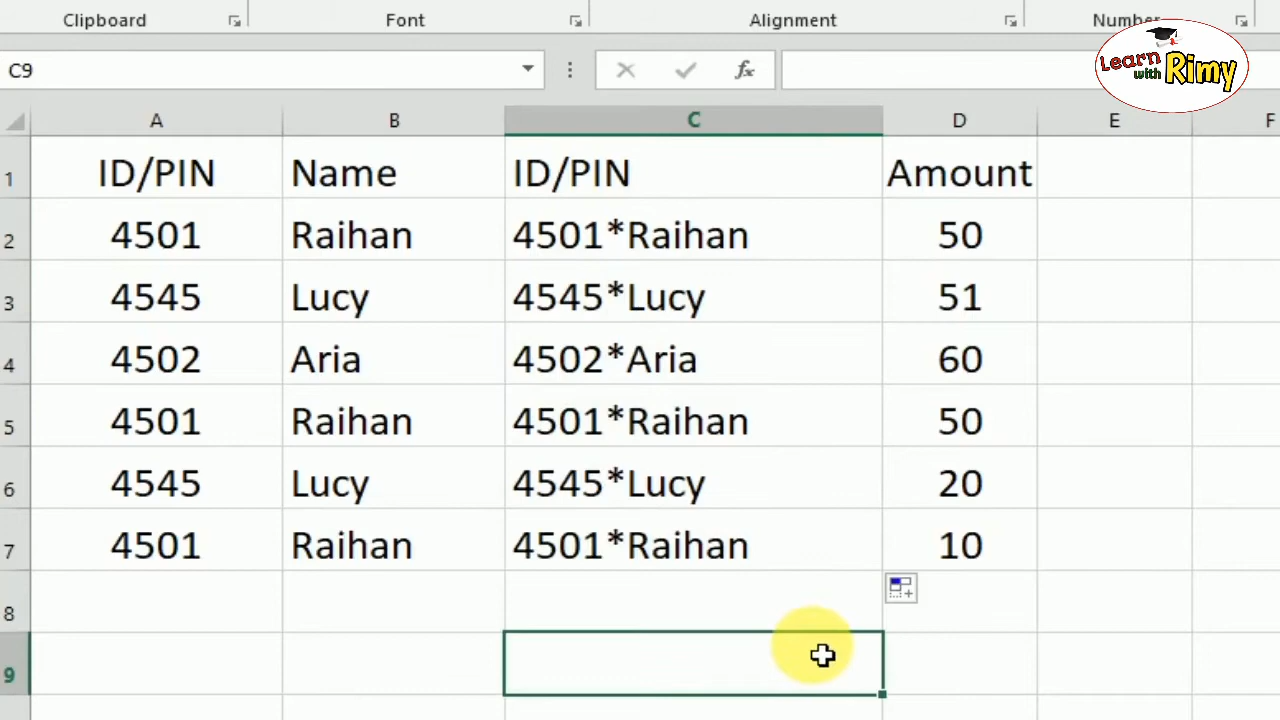 Clipboard Font Alignment Number
Learn with Rimy
C9 fx
A B C D E F
1 ID/PIN Name ID/PIN Amount
2 4501 Raihan 4501*Raihan 50
3 4545 Lucy 4545*Lucy 51
4 4502 Aria 4502*Aria 60
5 4501 Raihan 4501*Raihan 50
6 4545 Lucy 4545*Lucy 20
7 4501 Raihan 4501*Raihan 10
8
9